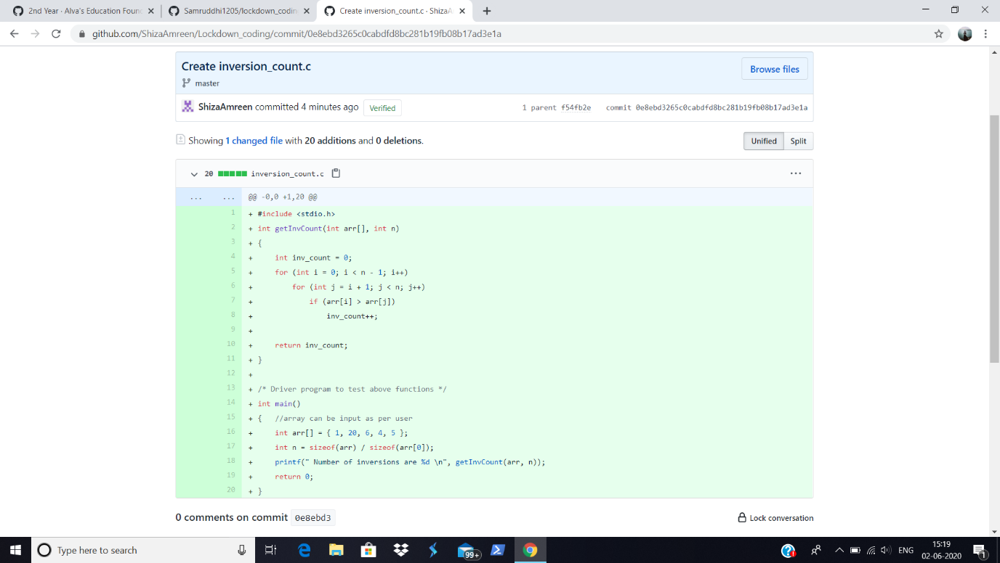 2nd Year - Alva's Education Foun
Samruddhi1205/lockdown_codin
Create inversion_count.c · ShizaA
github.com/ShizaAmreen/Lockdown_coding/commit/0e8ebd3265c0cabdfd8bc281b19fb08b17ad3e1a
Create inversion_count.c
Browse files
master
ShizaAmreen committed 4 minutes ago Verified
1 parent f54fb2e commit 0e8ebd3265c0cabdfd8bc281b19fb08b17ad3e1a
Showing 1 changed file with 20 additions and 0 deletions.
Unified Split
20 inversion_count.c
... ... @@ -0,0 +1,20 @@
1 + #include <stdio.h>
2 + int getInvCount(int arr[], int n)
3 + {
4 + int inv_count = 0;
5 + for (int i = 0; i < n - 1; i++)
6 + for (int j = i + 1; j < n; j++)
7 + if (arr[i] > arr[j])
8 + inv_count++;
9 +
10 + return inv_count;
11 + }
12 +
13 + /* Driver program to test above functions */
14 + int main()
15 + { //array can be input as per user
16 + int arr[] = { 1, 20, 6, 4, 5 };
17 + int n = sizeof(arr) / sizeof(arr[0]);
18 + printf(" Number of inversions are %d \n", getInvCount(arr, n));
19 + return 0;
20 + }
0 comments on commit 0e8ebd3
Lock conversation
Type here to search
99+
ENG
15:19
02-06-2020
1